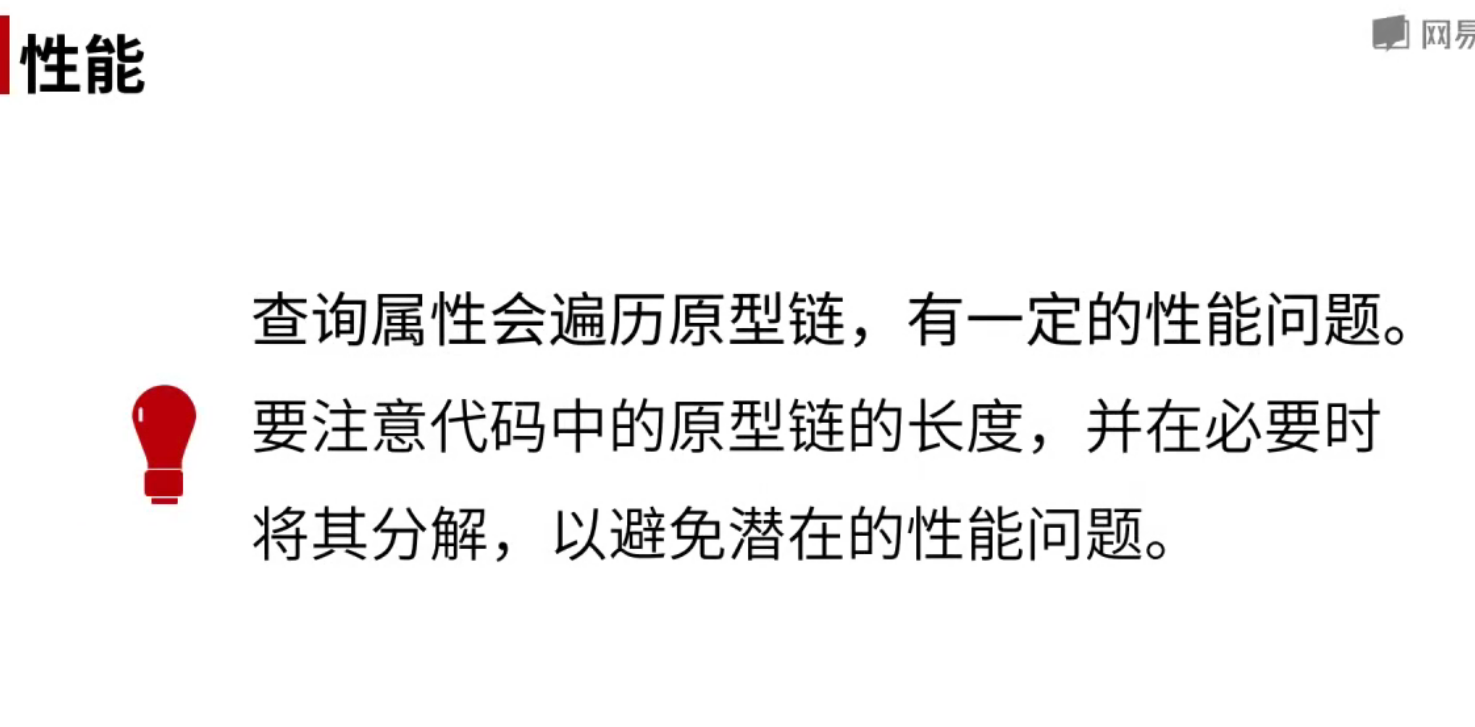 性能
网易
查询属性会遍历原型链，有一定的性能问题。
要注意代码中的原型链的长度，并在必要时
将其分解，以避免潜在的性能问题。